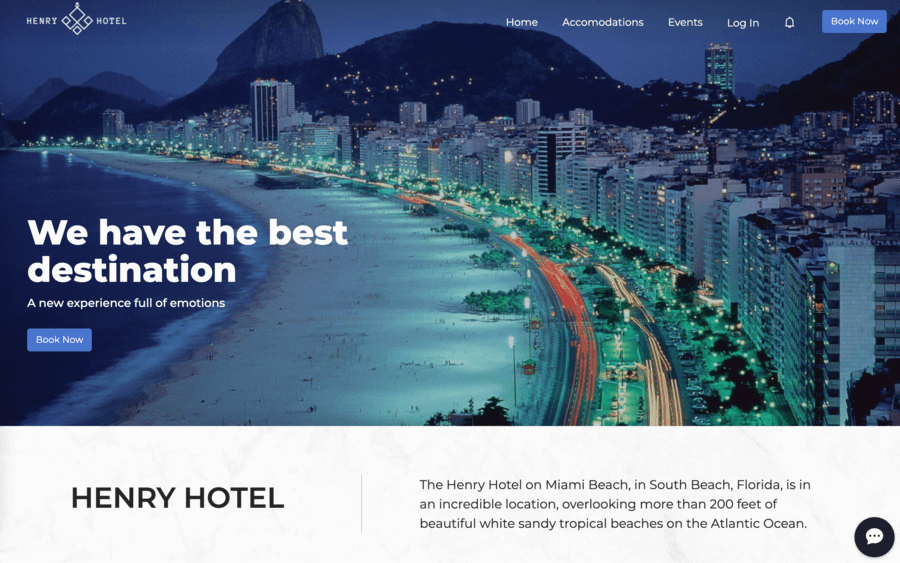 HENRY HOTEL
Home Accomodations Events Log In Book Now
We have the best
destination
A new experience full of emotions
Book Now
HENRY HOTEL
The Henry Hotel on Miami Beach, in South Beach, Florida, is in
an incredible location, overlooking more than 200 feet of
beautiful white sandy tropical beaches on the Atlantic Ocean.